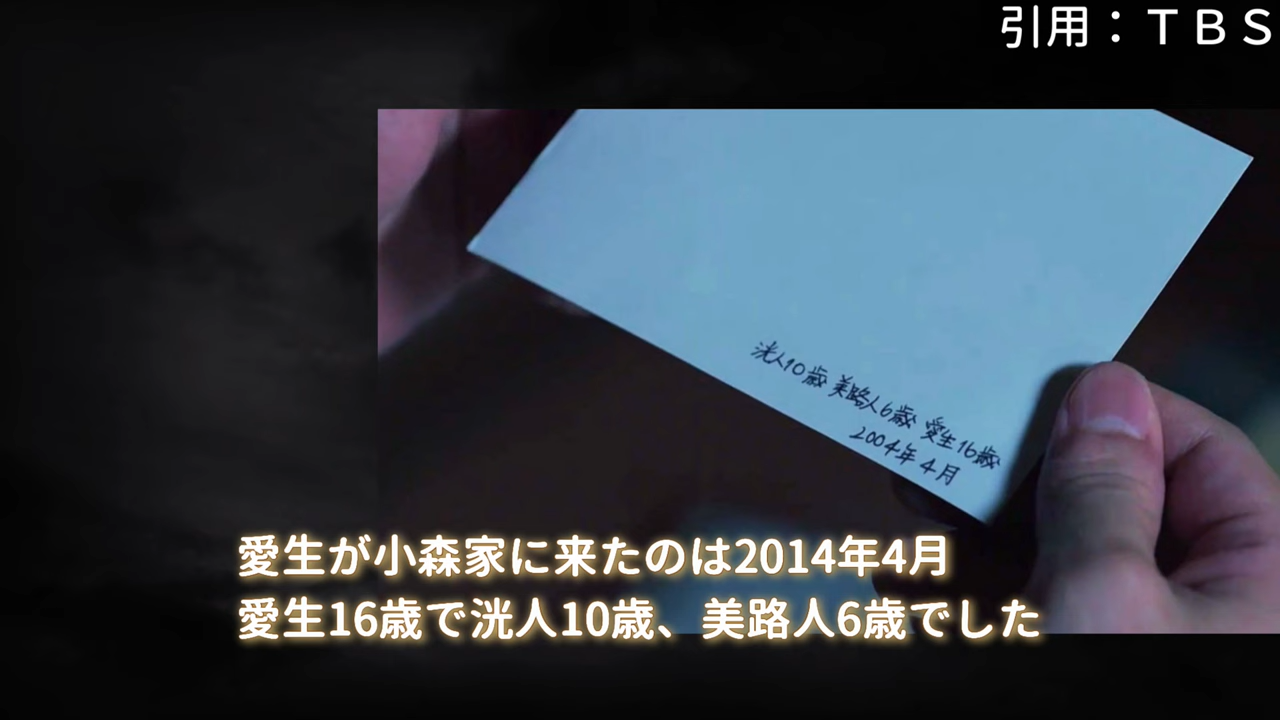 引用：ＴＢＳ
洸人10歳 美路人6歳 愛生16歳
2004年4月
愛生が小森家に来たのは2014年4月
愛生16歳で洸人10歳、美路人6歳でした